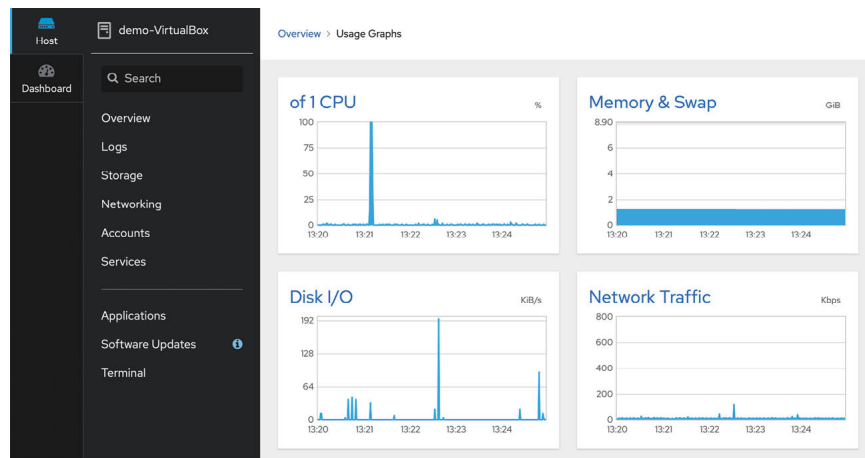 Host
Dashboard
demo-VirtualBox
Search
Overview
Logs
Storage
Networking
Accounts
Services
Applications
Software Updates
Terminal
Overview > Usage Graphs
of 1 CPU %
100
75
50
25
0
13:20 13:21 13:22 13:23 13:24
Memory & Swap GiB
8.90
6
4
2
0
13:20 13:21 13:22 13:23 13:24
Disk I/O KiB/s
192
128
64
0
13:20 13:21 13:22 13:23 13:24
Network Traffic Kbps
800
600
400
200
0
13:20 13:21 13:22 13:23 13:24